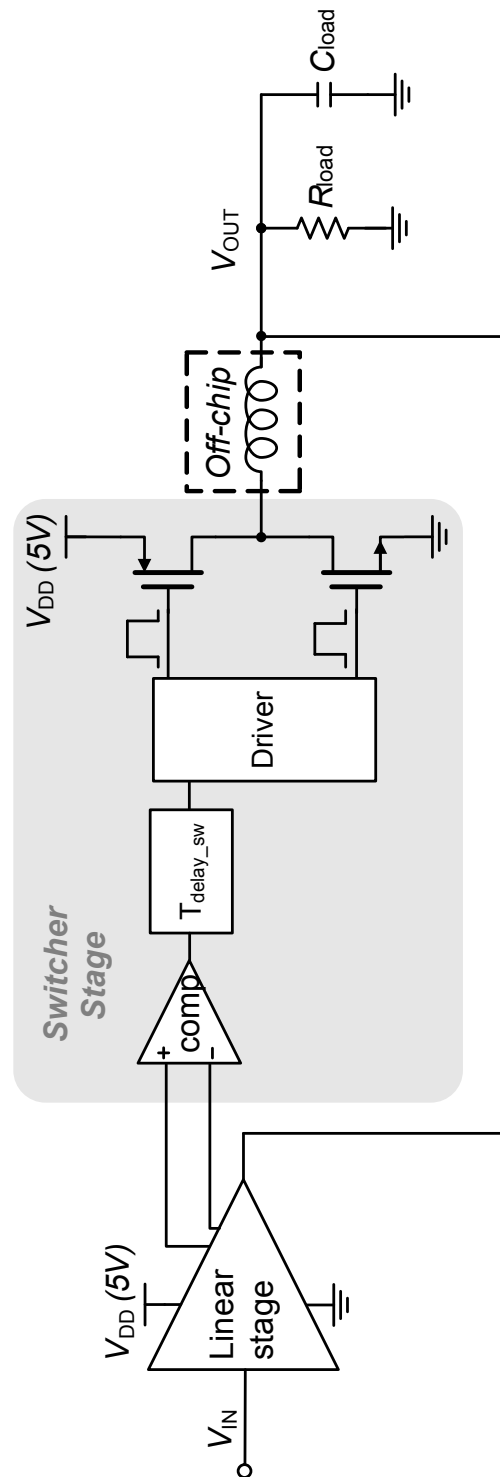 V_IN
V_DD (5V)
Linear
stage
Switcher
Stage
+
−
comp
T_delay_sw
Driver
V_DD (5V)
Off-chip
V_OUT
R_load
C_load